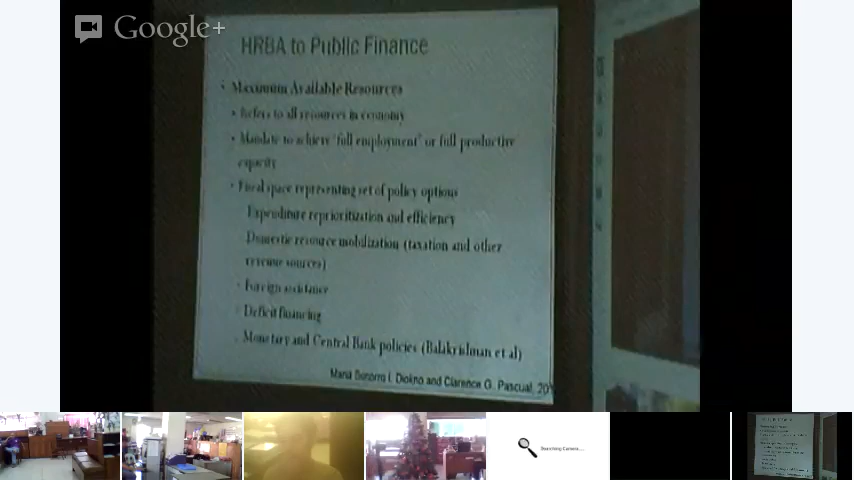 Google+
HRBA to Public Finance
• Maximum Available Resources
• Refers to all resources in economy
• Mandate to achieve "full employment" or full productive
capacity
• Fiscal space representing set of policy options
Expenditure reprioritization and efficiency
Domestic resource mobilization (taxation and other
revenue sources)
• Foreign assistance
• Deficit financing
• Monetary and Central Bank policies (Balakrishnan et al)
Maria Socorro I. Diokno and Clarence G. Pascual, 20
Searching Camera....